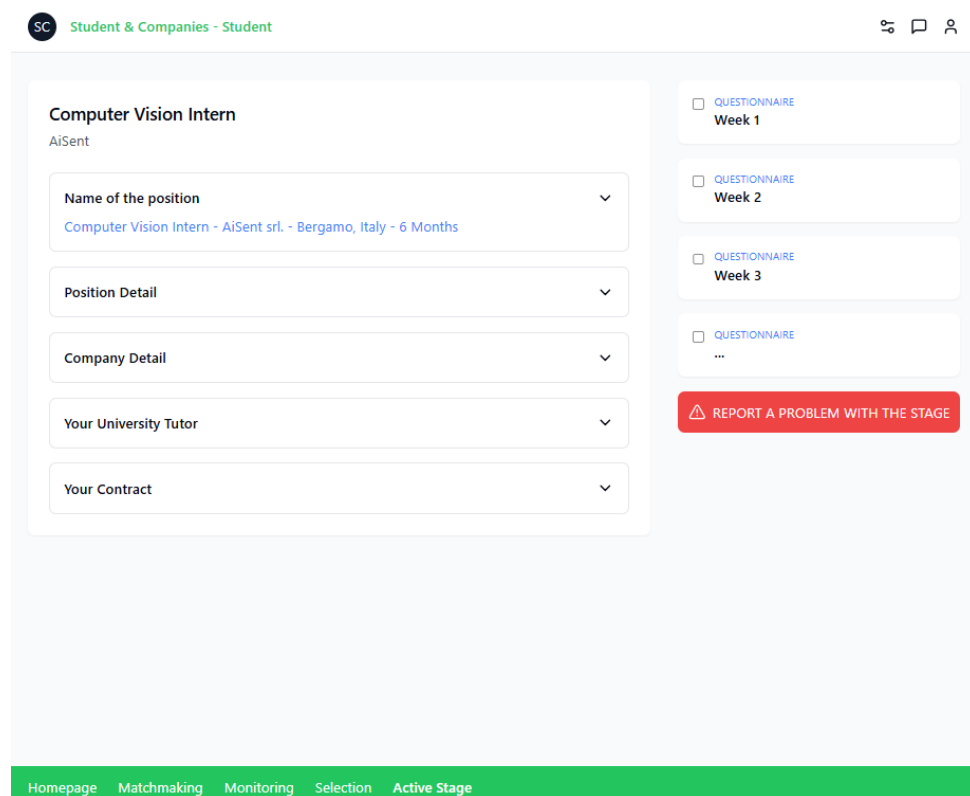 SC Student & Companies - Student
Computer Vision Intern
AiSent
Name of the position
Computer Vision Intern - AiSent srl. - Bergamo, Italy - 6 Months
Position Detail
Company Detail
Your University Tutor
Your Contract
QUESTIONNAIRE
Week 1
QUESTIONNAIRE
Week 2
QUESTIONNAIRE
Week 3
QUESTIONNAIRE
...
REPORT A PROBLEM WITH THE STAGE
Homepage Matchmaking Monitoring Selection Active Stage